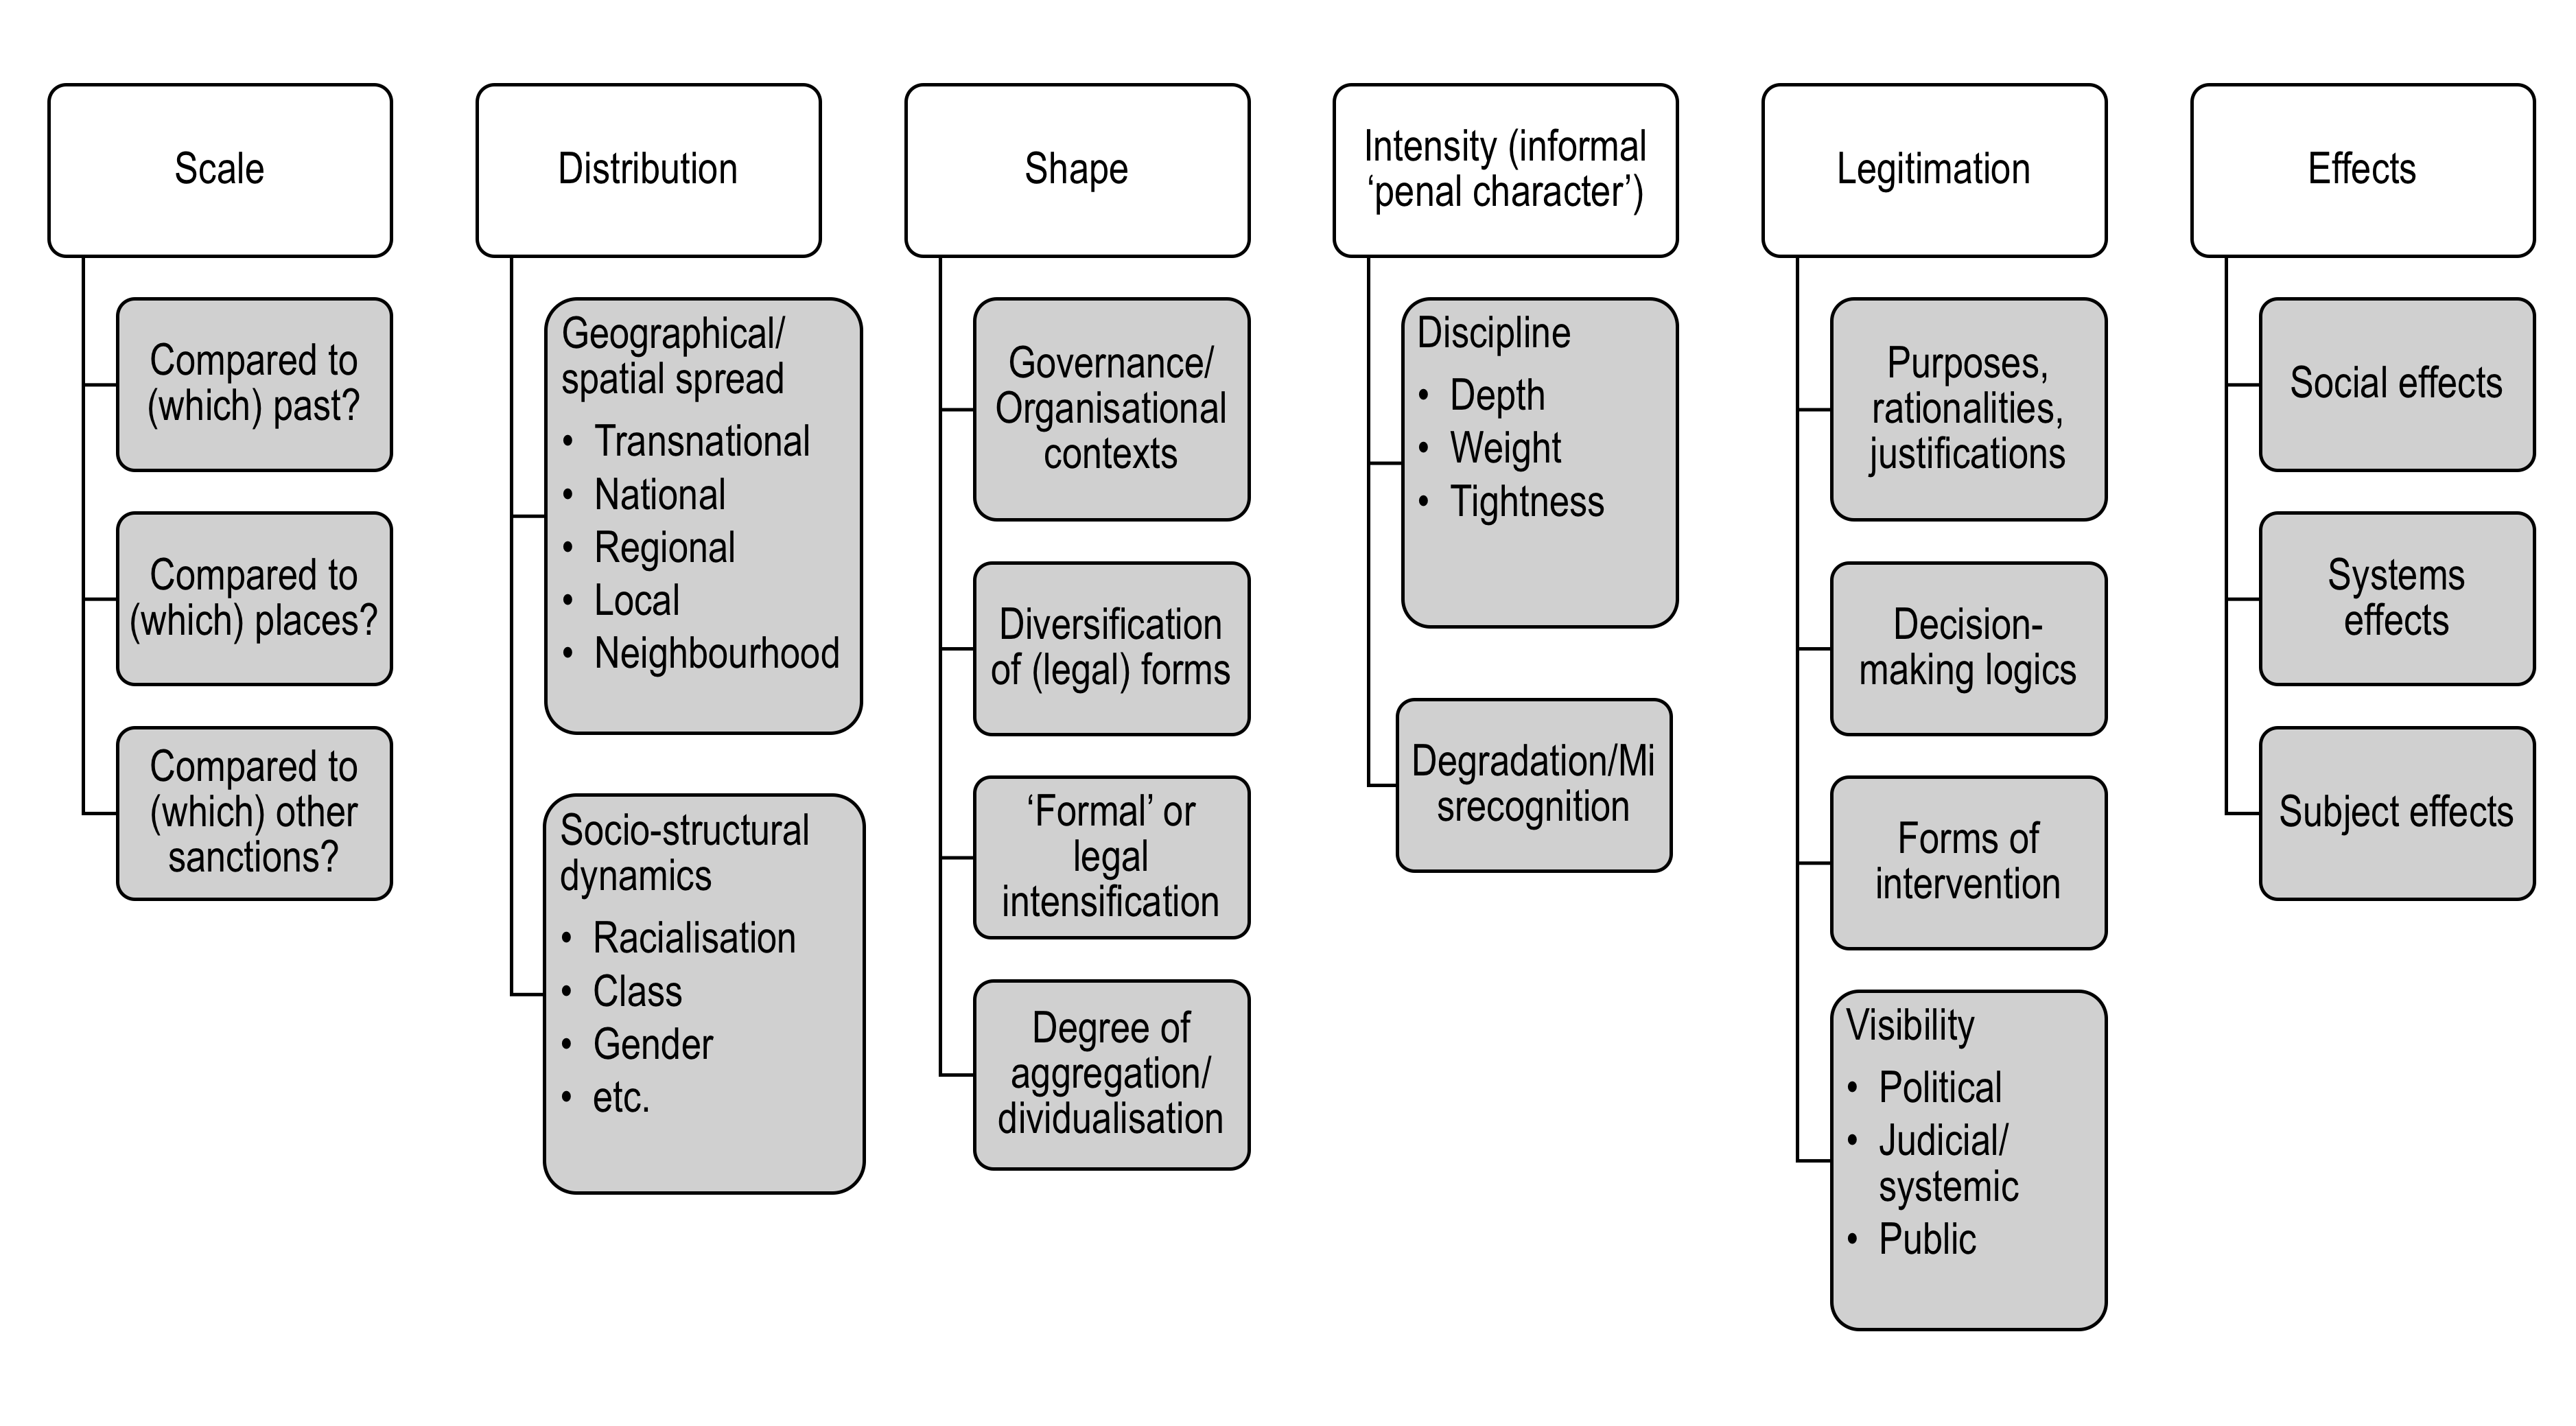 Scale
Compared to
(which) past?
Compared to
(which) places?
Compared to
(which) other
sanctions?
Distribution
Geographical/
spatial spread
• Transnational
• National
• Regional
• Local
• Neighbourhood
Socio-structural
dynamics
• Racialisation
• Class
• Gender
• etc.
Shape
Governance/
Organisational
contexts
Diversification
of (legal) forms
‘Formal’ or
legal
intensification
Degree of
aggregation/
dividualisation
Intensity (informal
‘penal character’)
Discipline
• Depth
• Weight
• Tightness
Degradation/Mi
srecognition
Legitimation
Purposes,
rationalities,
justifications
Decision-
making logics
Forms of
intervention
Visibility
• Political
• Judicial/
systemic
• Public
Effects
Social effects
Systems
effects
Subject effects